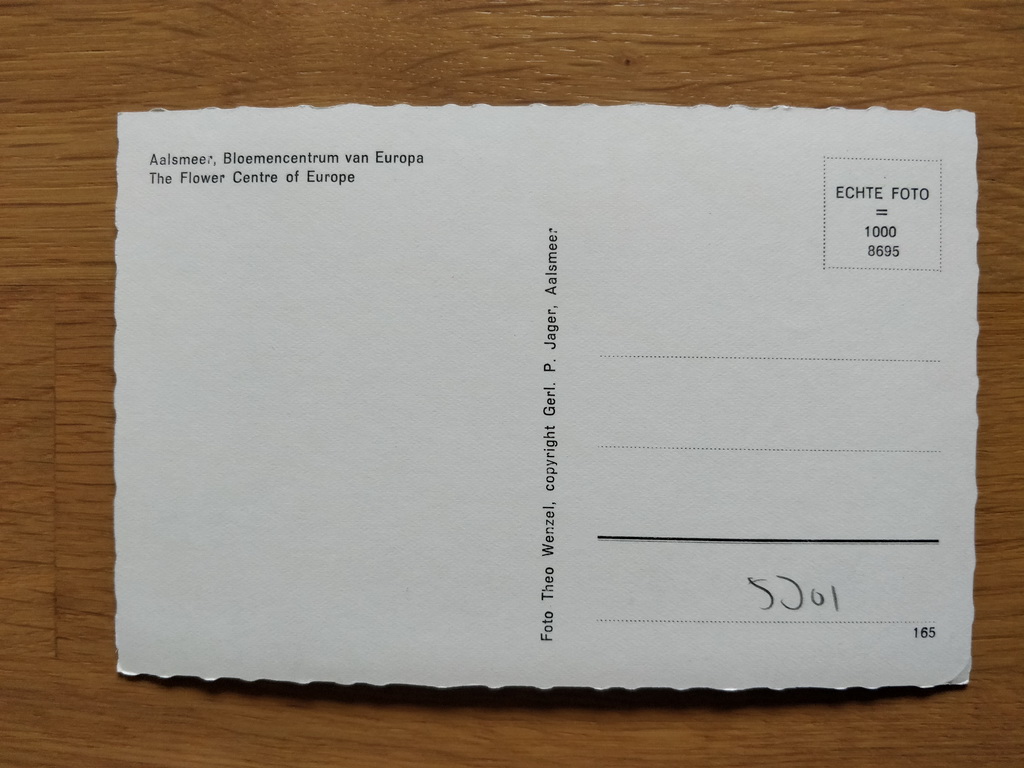 Aalsmeer, Bloemencentrum van Europa
The Flower Centre of Europe
Foto Theo Wenzel, copyright Gerl. P. Jager, Aalsmeer
ECHTE FOTO
=
1000
8695
165